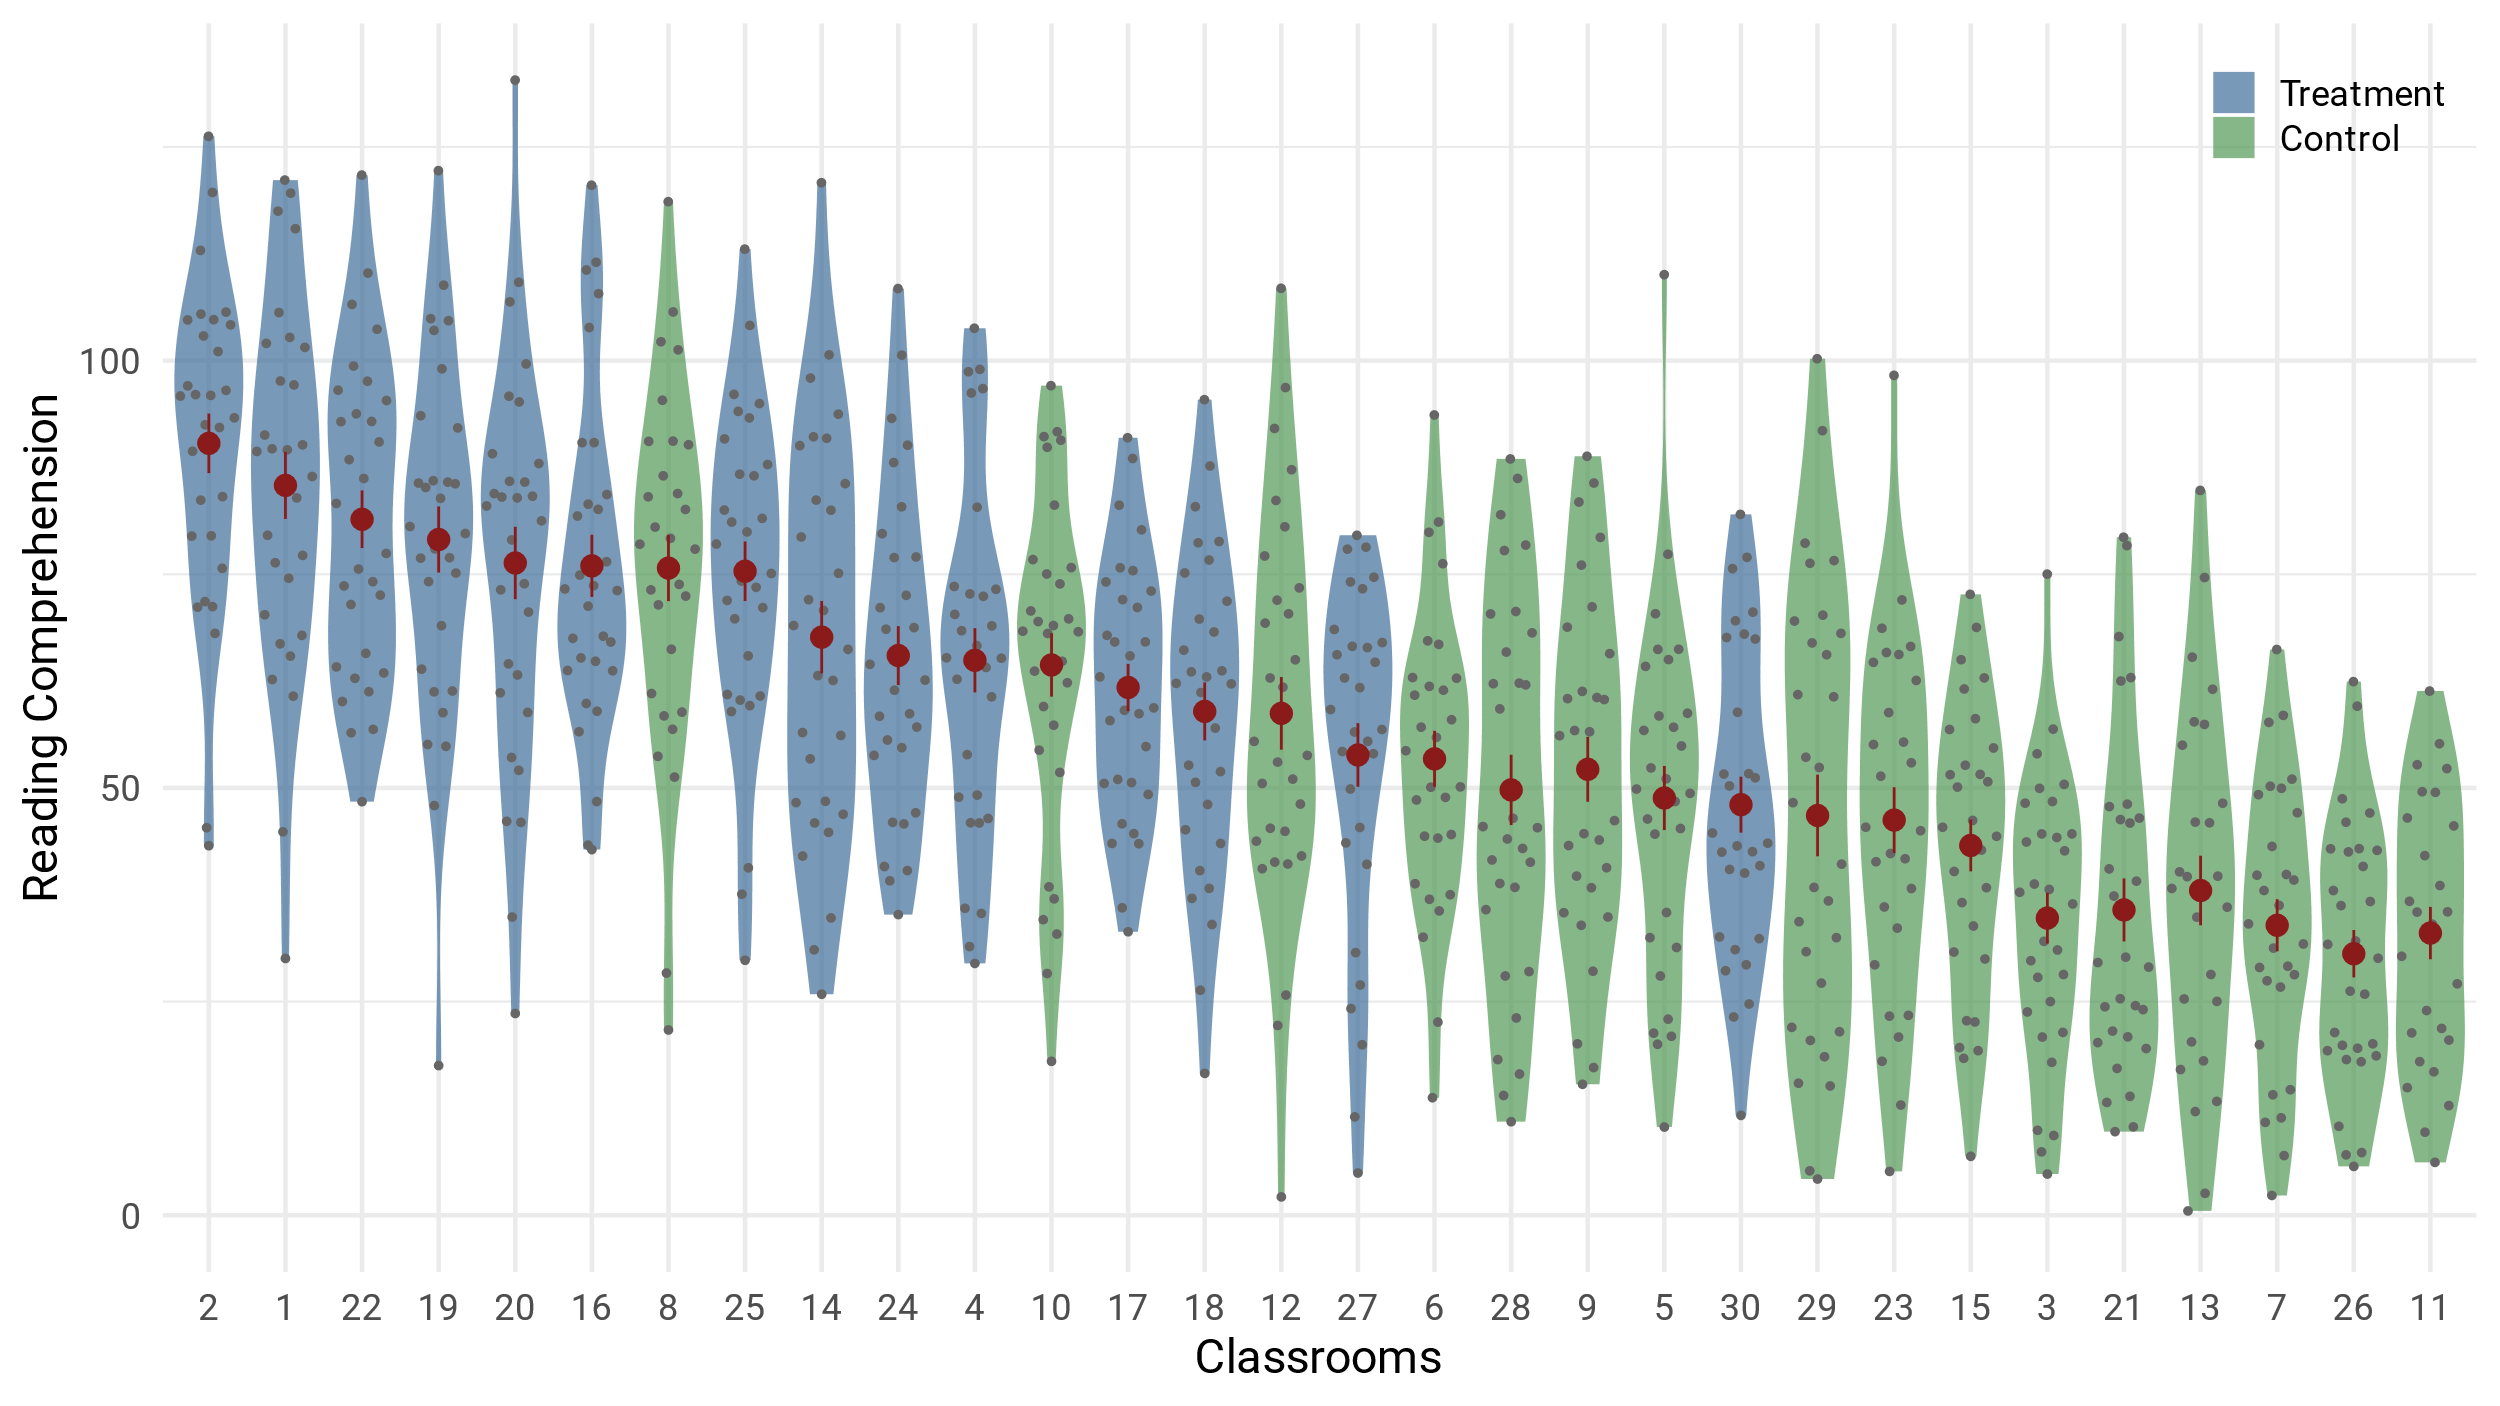 Treatment
Control
Reading Comprehension
100
50
0
2 1 22 19 20 16 8 25 14 24 4 10 17 18 12 27 6 28 9 5 30 29 23 15 3 21 13 7 26 11
Classrooms